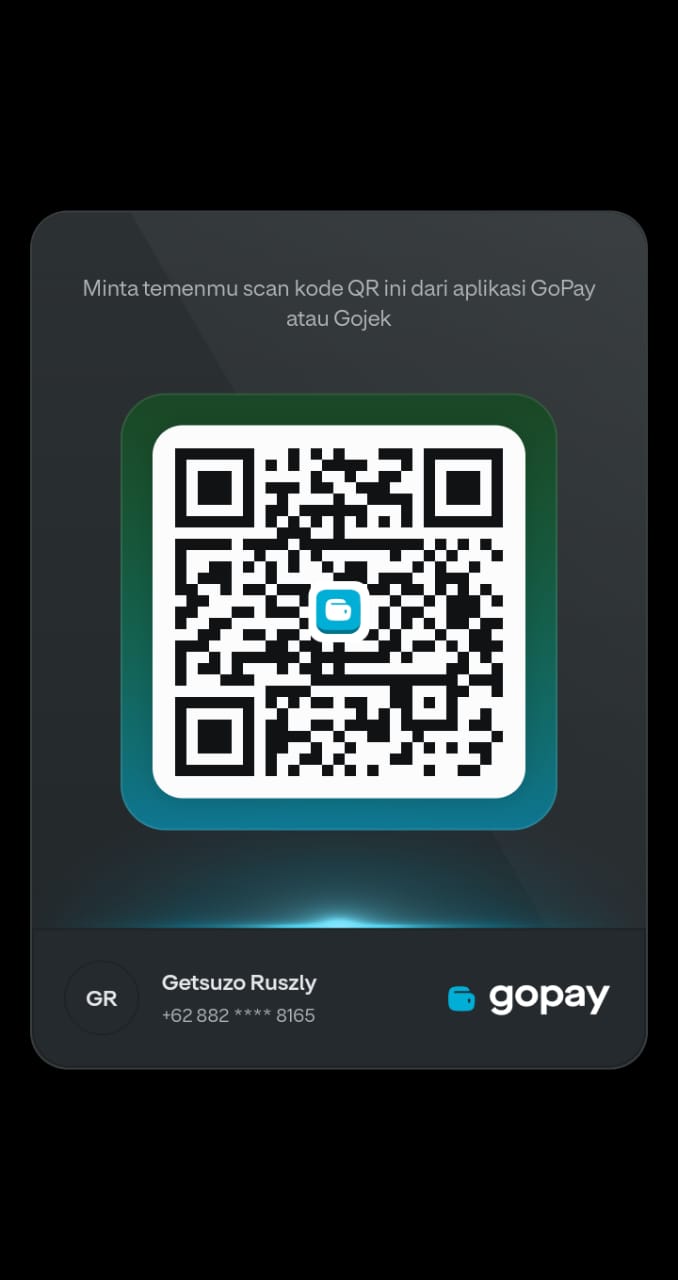 Minta temenmu scan kode QR ini dari aplikasi GoPay
atau Gojek
GR
Getsuzo Ruszly
+62 882 **** 8165
gopay